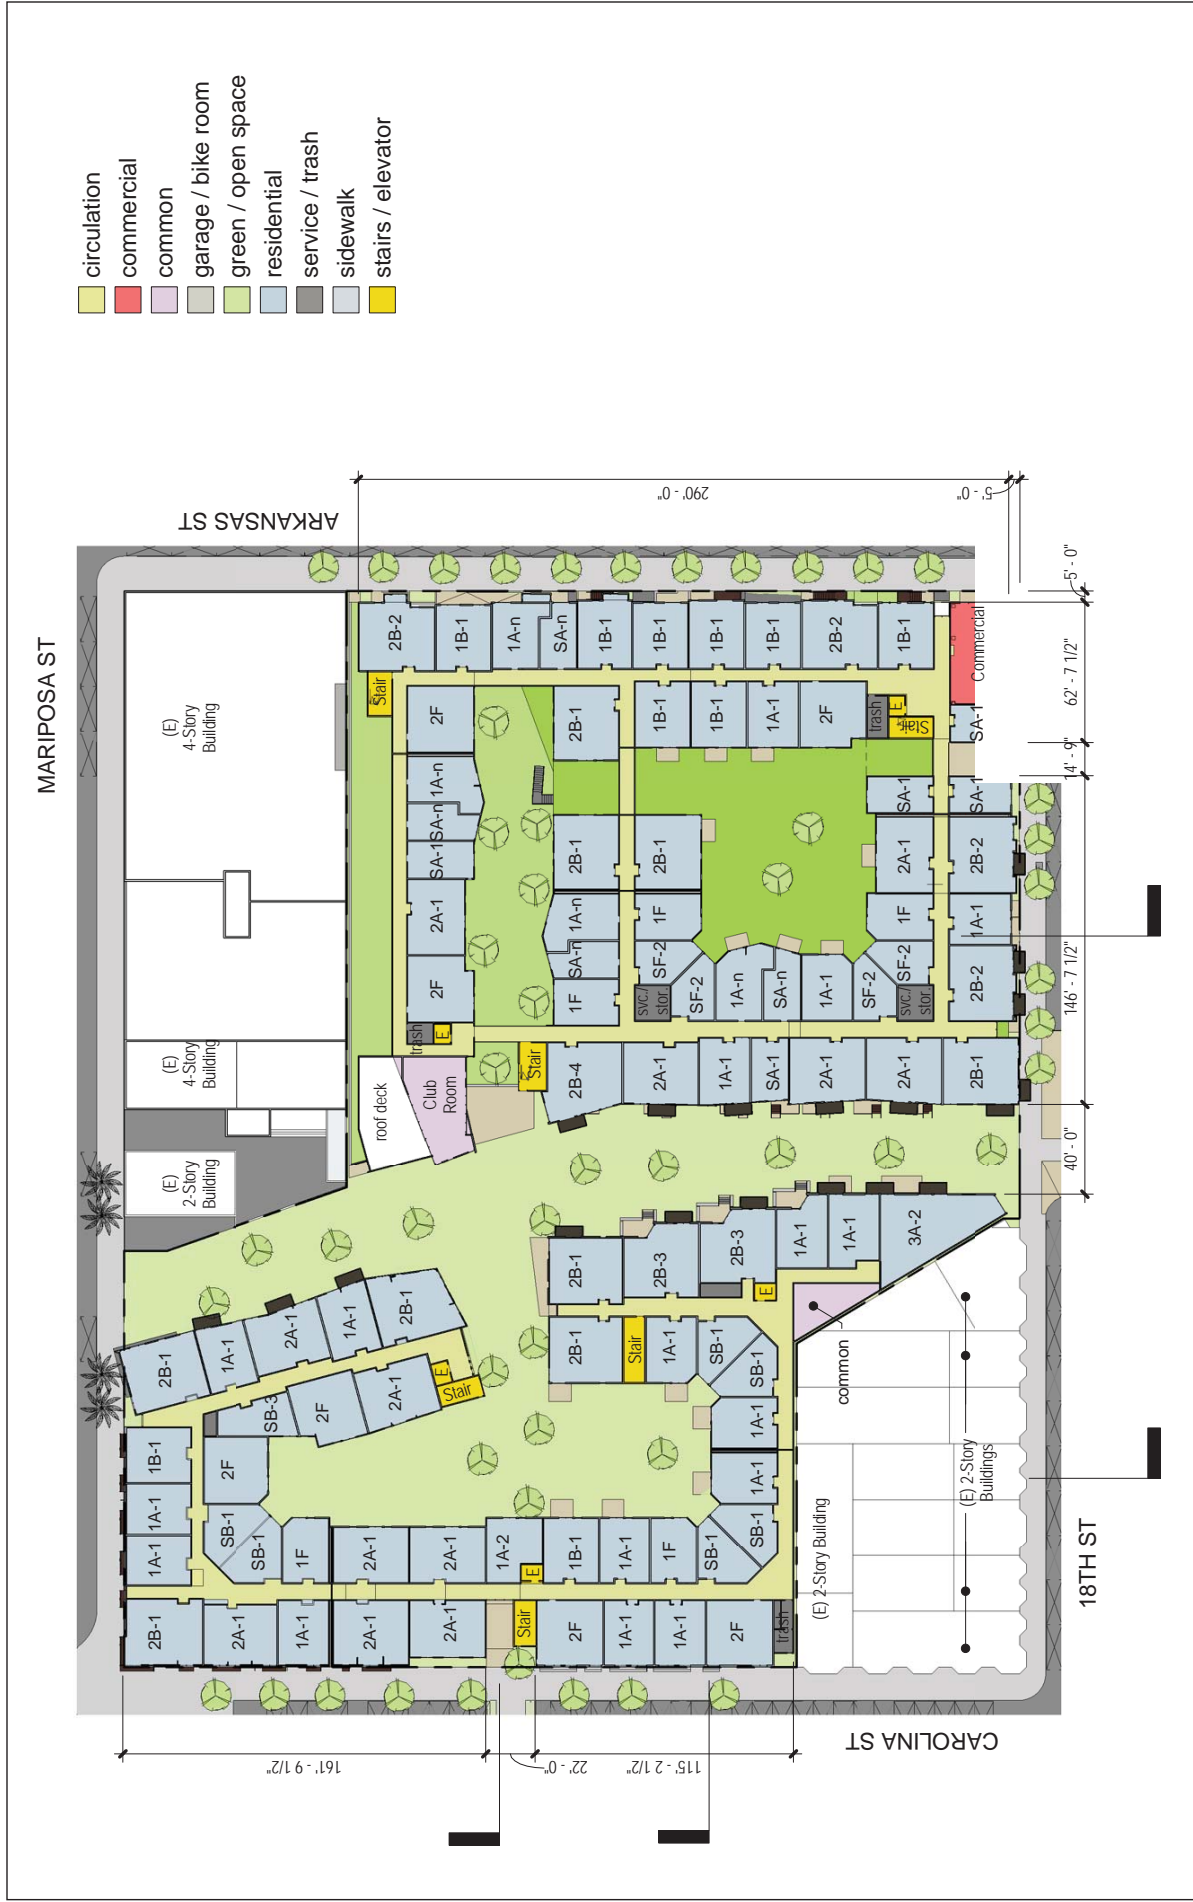 circulation
commercial
common
garage / bike room
green / open space
residential
service / trash
sidewalk
stairs / elevator
MARIPOSA ST
ARKANSAS ST
CAROLINA ST
18TH ST
(E)
4-Story
Building
(E)
4-Story
Building
(E)
2-Story
Building
(E) 2-Story Building
(E) 2-Story
Buildings
common
290' - 0"
5' - 0"
5' - 0"
62' - 7 1/2"
14' - 9"
146' - 7 1/2"
40' - 0"
161' - 9 1/2"
22' - 0"
115' - 2 1/2"
2B-2
1B-1
1A-n
SA-n
1B-1
1B-1
1B-1
1B-1
2B-2
1B-1
Commercial
Stair
2F
2B-1
1B-1
1B-1
1A-1
2F
trash
E
Stair
SA-1
1A-n
SA-n
SA-1
2A-1
2F
trash
E
2B-1
1A-n
SA-n
1F
2B-1
1F
SF-2
svc./
stor.
SF-2
1A-n
SA-n
1A-1
SF-2
svc./
stor.
SF-2
1F
2A-1
SA-1
SA-1
2B-2
1A-1
2B-2
roof deck
Club
Room
Stair
2B-4
2A-1
1A-1
SA-1
2A-1
2A-1
2B-1
2B-1
2B-3
2B-3
1A-1
1A-1
3A-2
E
2B-1
Stair
1A-1
SB-1
SB-1
1A-1
1A-1
SB-1
SB-1
1F
1A-1
1B-1
E
1A-2
2A-1
2A-1
1F
SB-1
SB-1
2F
SB-3
2F
2A-1
E
Stair
2B-1
1A-1
2A-1
1A-1
2B-1
1B-1
1A-1
1A-1
2B-1
2A-1
1A-1
2A-1
2A-1
Stair
2F
1A-1
1A-1
2F
trash